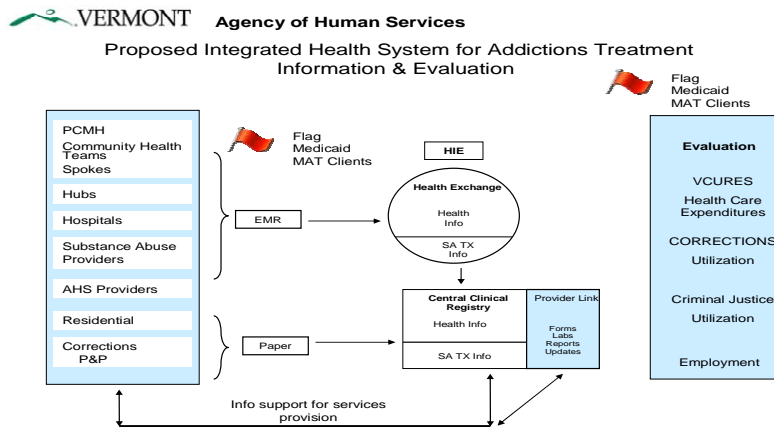 VERMONT
Agency of Human Services
Proposed Integrated Health System for Addictions Treatment
Information & Evaluation
PCMH
Community Health
Teams
Spokes
Hubs
Hospitals
Substance Abuse
Providers
AHS Providers
Residential
Corrections
P&P
Flag
Medicaid
MAT Clients
EMR
Paper
HIE
Health Exchange
Health
Info
SA TX
Info
Central Clinical
Registry
Health Info
SA TX Info
Provider Link
Forms
Labs
Reports
Updates
Info support for services
provision
Flag
Medicaid
MAT Clients
Evaluation
VCURES
Health Care
Expenditures
CORRECTIONS
Utilization
Criminal Justice
Utilization
Employment